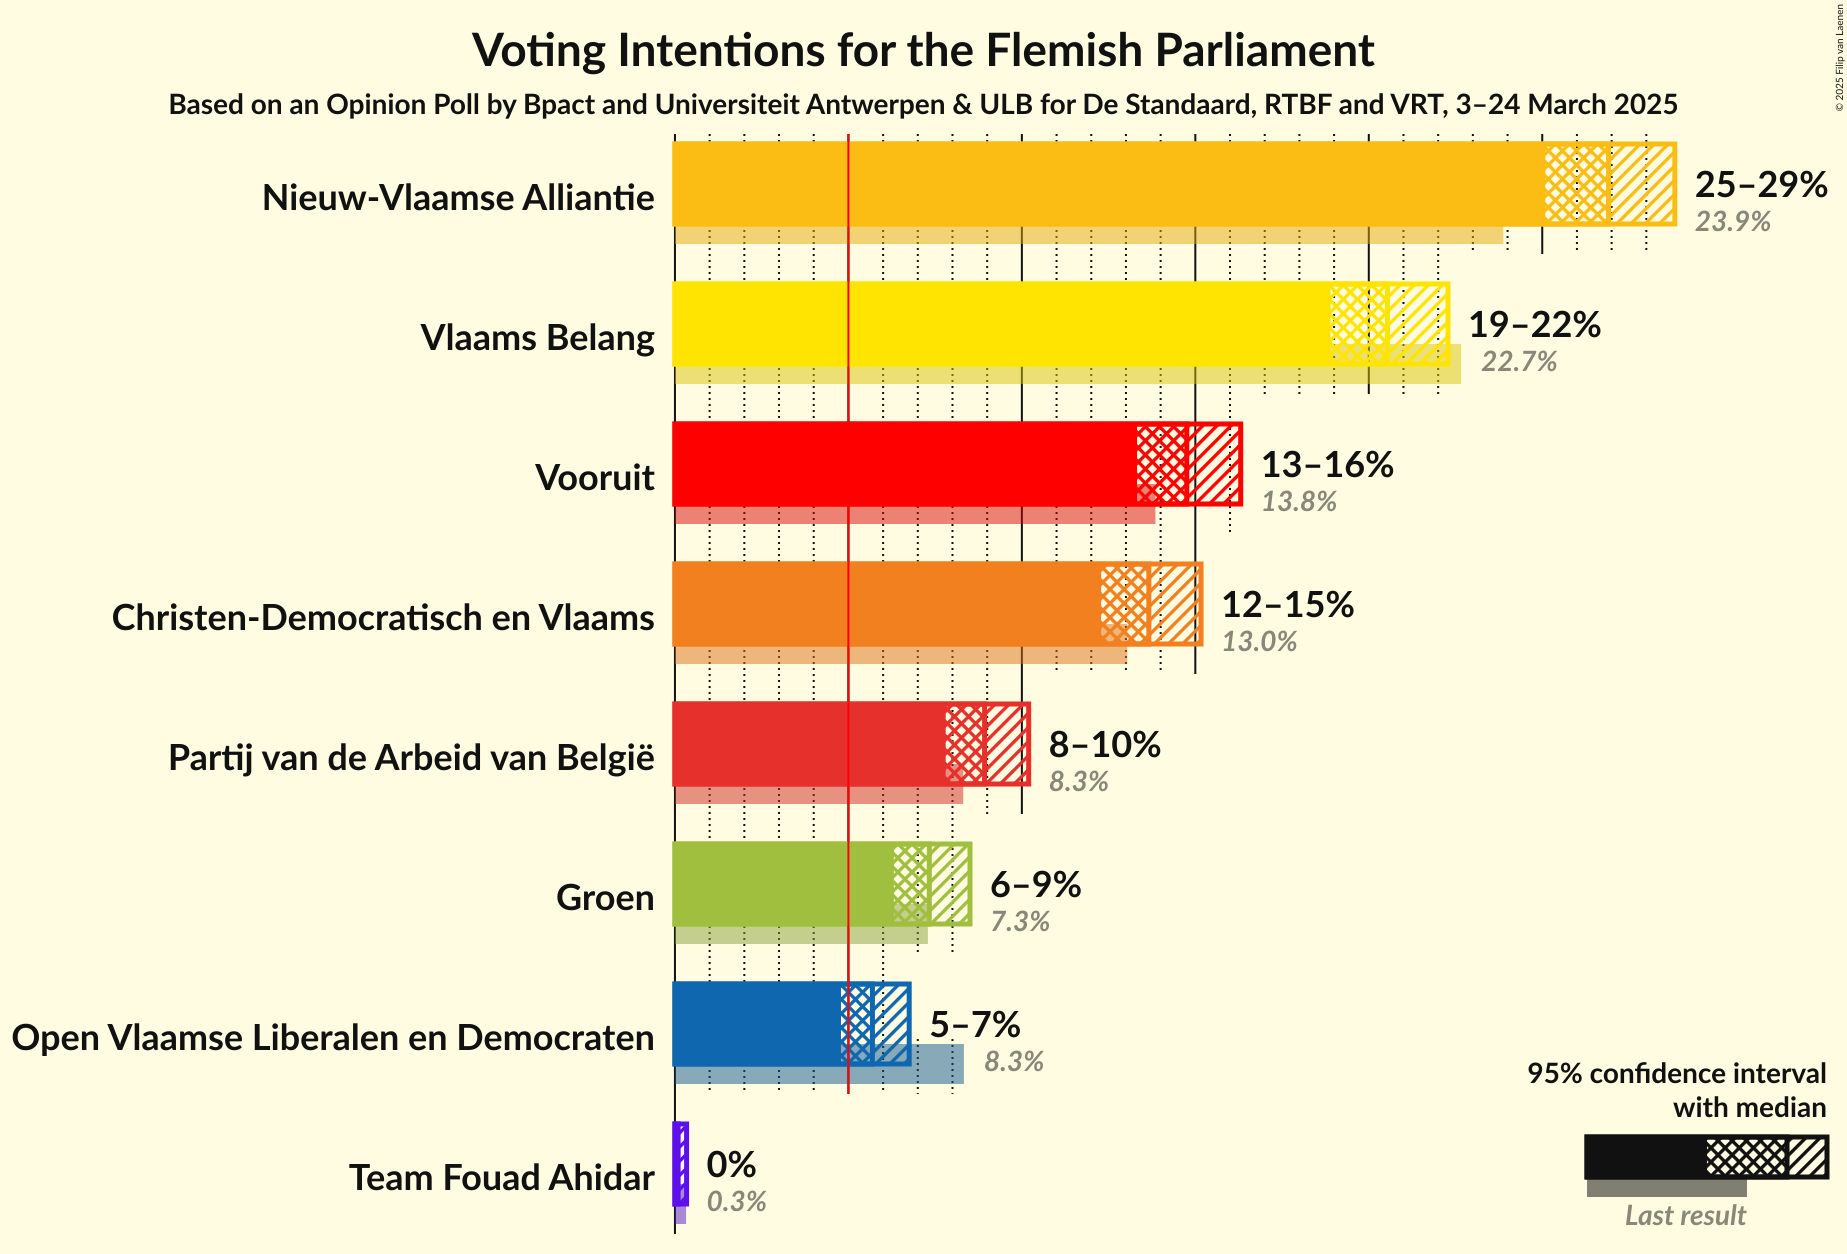 Voting Intentions for the Flemish Parliament
Based on an Opinion Poll by Bpact and Universiteit Antwerpen & ULB for De Standaard, RTBF and VRT, 3–24 March 2025
© 2025 Filip van Laenen
Nieuw-Vlaamse Alliantie
25–29%
23.9%
Vlaams Belang
19–22%
22.7%
Vooruit
13–16%
13.8%
Christen-Democratisch en Vlaams
12–15%
13.0%
Partij van de Arbeid van België
8–10%
8.3%
Groen
6–9%
7.3%
Open Vlaamse Liberalen en Democraten
5–7%
8.3%
Team Fouad Ahidar
0%
0.3%
95% confidence interval
with median
Last result